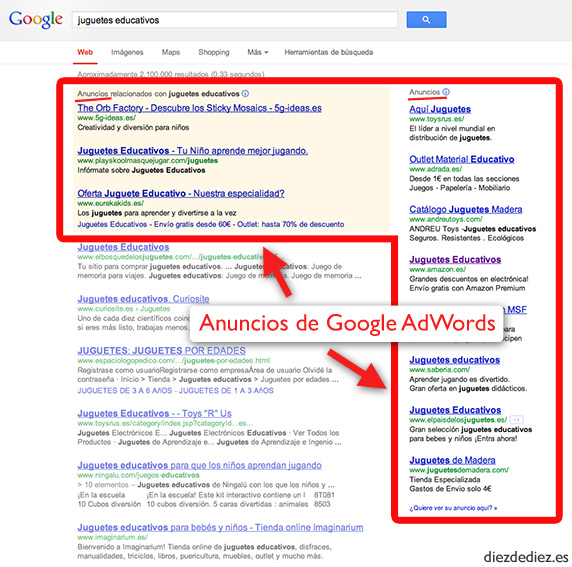 Google
juguetes educativos
Web Imágenes Maps Shopping Más Herramientas de búsqueda
Aproximadamente 2.100.000 resultados (0,33 segundos)
Anuncios relacionados con juguetes educativos
The Orb Factory - Descubre los Sticky Mosaics - 5g-ideas.es
www.5g-ideas.es/
Creatividad y diversión para niños
Juguetes Educativos - Tu Niño aprende mejor jugando.
www.playskoolmasquejugar.com/juguetes
Infórmate sobre Juguetes Educativos
Oferta Juguete Educativo - Nuestra especialidad?
www.eurekakids.es/
Los juguetes para aprender y divertirse a la vez
Juguetes Educativos - Envío gratis desde 60€ - Outlet: hasta 70% de descuento
Juguetes Educativos
www.elbosquedelosjuguetes.com/.../juguetes-educativos
Tu sitio para comprar juguetes educativos. ... Juguetes Educativos: Juego de
memoria para viajes. Juguetes Educativos: Juego de memoria ...
juguetes educativos. Curiosite
www.curiosite.es › Juguetes
Uno de cada diez científicos coinc
si eres más listo, trabajas menos.
JUGUETES: JUGUETES POR EDADES
www.espaciologopedico.com/.../juguetes-por-edades.html
Registrase como usuarioRegistrarse como empresaÁrea de usuario Olvidé la
contraseña · Inicio > Tienda > Juguetes educativos > Juguetes por edades ...
JUGUETES DE 3 A 6 AÑOS - JUGUETES DE 1 A 3 AÑOS
Juguetes Educativos - - Toys "R" Us
www.toysrus.es/category/index.jsp?categoryId...es...
Juguetes Electrónicos E... · Juguetes Electrónicos Educativos · Ver Todos los
Productos · Juguetes de Aprendizaje e... · Juguetes de Aprendizaje e Ingenio ...
Juguetes educativos para que los niños aprendan jugando
www.ningalu.com/juegos-educativos
> 10 elementos – Juguetes educativos de Ningalú con los que los niños y ...
¡En la escuela ¡En la escuela! Este kit interactivo contiene un l 8T081
10 Cubos diversión 10 cubos diversión. 5 caras divertidas : animales 8503
Juguetes educativos para bebés y niños - Tienda online Imaginarium
www.imaginarium.es/
Bienvenido a Imaginarium! Tienda online de juguetes educativos, disfraces,
manualidades, triciclos, libros, puericultura, muebles, outlet y mucho más.
Anuncios
Aquí Juguetes
www.toysrus.es/
El líder a nivel mundial en
distribución de juguetes.
Outlet Material Educativo
www.adrada.es/
Desde 1€ en todas las secciones
Juegos - Papelería - Mobiliario
Catálogo Juguetes Madera
www.andreutoys.com/
ANDREU Toys -Juguetes educativos
Seguros. Resistentes . Ecológicos
Juguetes Educativos
www.amazon.es/
Grandes descuentos en electrónica!
Envío gratis con Amazon Premium
MSF
Juguetes educativos
www.saberia.com/
Aprender jugando es divertido.
Gran oferta en juguetes didácticos.
Juguetes Educativos
www.elpaisdelosjuguetes.es/
Gran selección juguetes educativos
para bebés y niños ¡Entra ahora!
Juguetes de Madera
www.juguetesdemadera.com/
Tienda Especializada
Gastos de Envio solo 4€
¿Quiere ver su anuncio aquí? »
Anuncios de Google AdWords
diezdediez.es